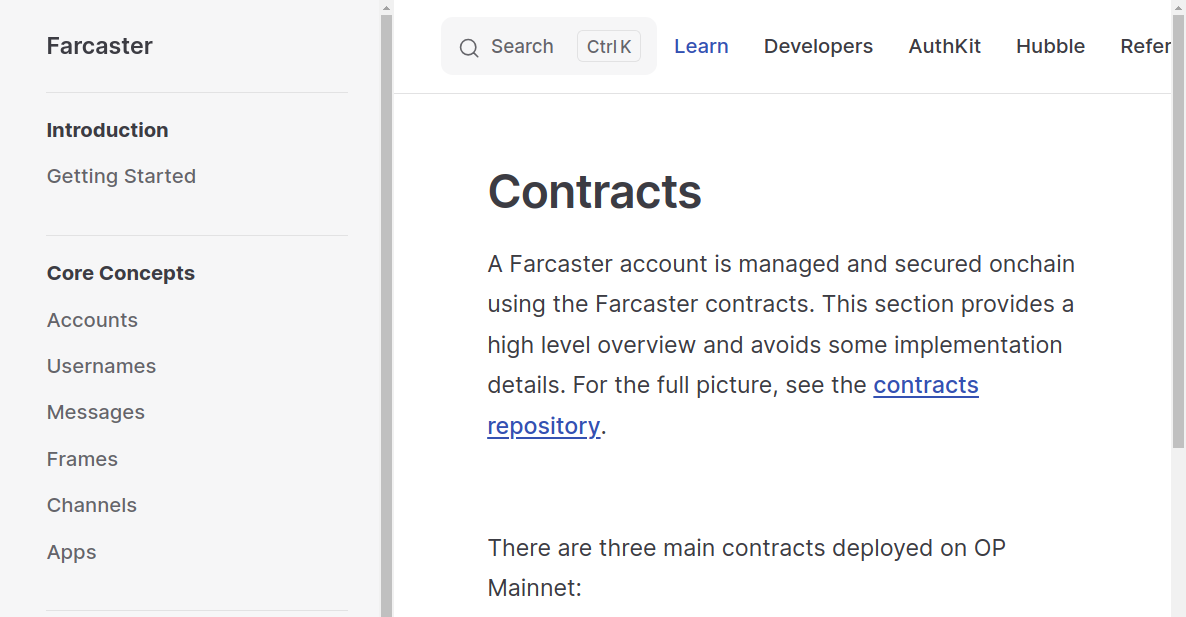 Farcaster
Introduction
Getting Started
Core Concepts
Accounts
Usernames
Messages
Frames
Channels
Apps
Search Ctrl K Learn Developers AuthKit Hubble Refer
Contracts
A Farcaster account is managed and secured onchain
using the Farcaster contracts. This section provides a
high level overview and avoids some implementation
details. For the full picture, see the contracts
repository.
There are three main contracts deployed on OP
Mainnet: